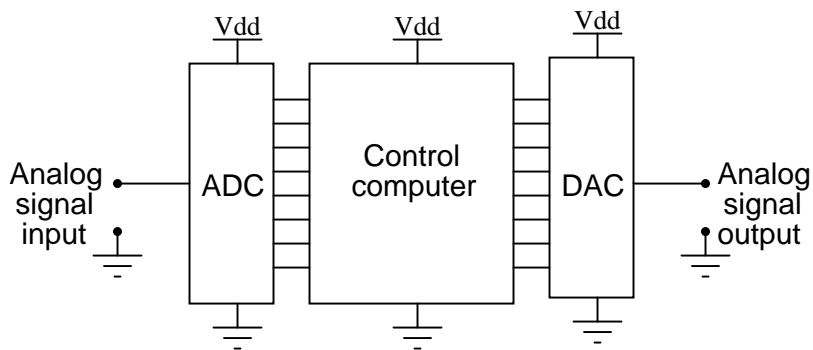 Vdd
Vdd
Vdd
Analog
signal
input
ADC
Control
computer
DAC
Analog
signal
output